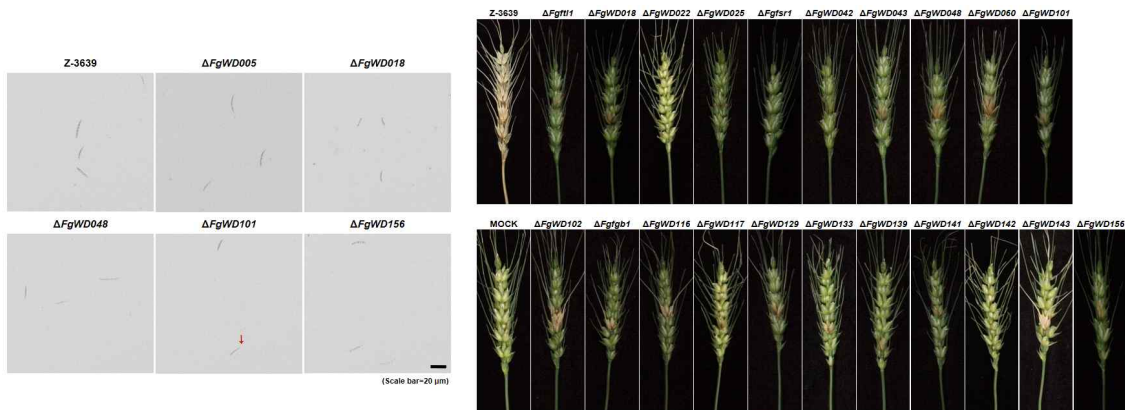 Z-3639 ΔFgWD005 ΔFgWD018
ΔFgWD048 ΔFgWD101 ΔFgWD156
(Scale bar=20 μm)
Z-3639 ΔFgftl1 ΔFgWD018 ΔFgWD022 ΔFgWD025 ΔFgfsr1 ΔFgWD042 ΔFgWD043 ΔFgWD048 ΔFgWD060 ΔFgWD101
MOCK ΔFgWD102 ΔFgfgb1 ΔFgWD116 ΔFgWD117 ΔFgWD129 ΔFgWD133 ΔFgWD139 ΔFgWD141 ΔFgWD142 ΔFgWD143 ΔFgWD156